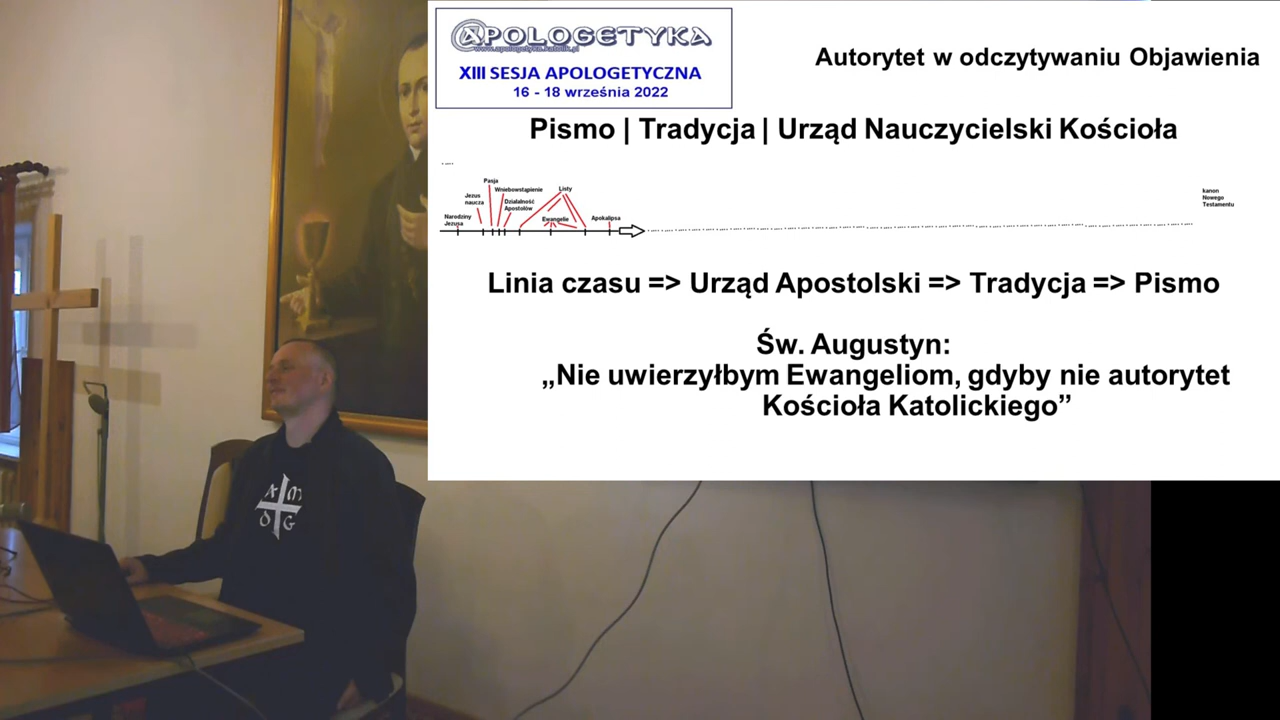 @POLOGETYKA
www.apologetyka.katolik.pl
XIII SESJA APOLOGETYCZNA
16 - 18 września 2022
Autorytet w odczytywaniu Objawienia
Pismo | Tradycja | Urząd Nauczycielski Kościoła
Pasja
Wniebowstąpienie
Listy
Jezus
naucza
Działalność
Apostołów
Narodziny
Jezusa
Ewangelie
Apokalipsa
kanon
Nowego
Testamentu
Linia czasu => Urząd Apostolski => Tradycja => Pismo
Św. Augustyn:
„Nie uwierzyłbym Ewangeliom, gdyby nie autorytet
Kościoła Katolickiego”
A M
D G